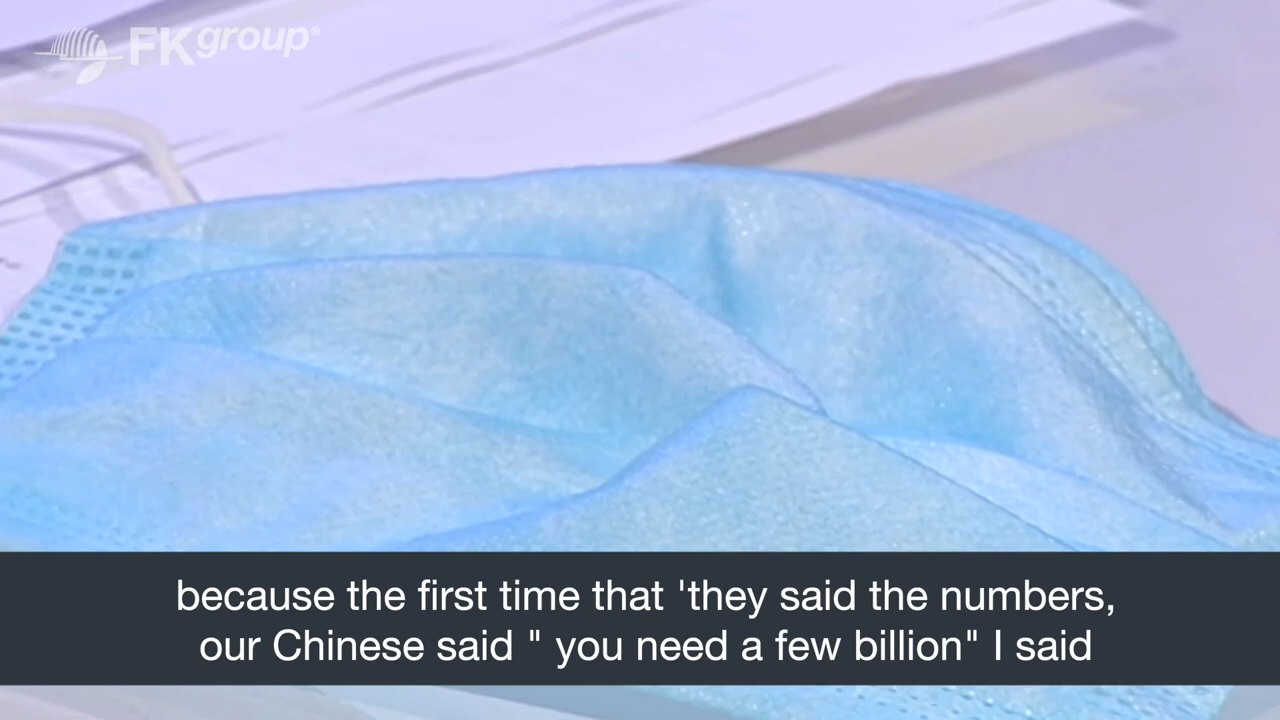 FKgroup®
because the first time that 'they said the numbers,
our Chinese said " you need a few billion" I said